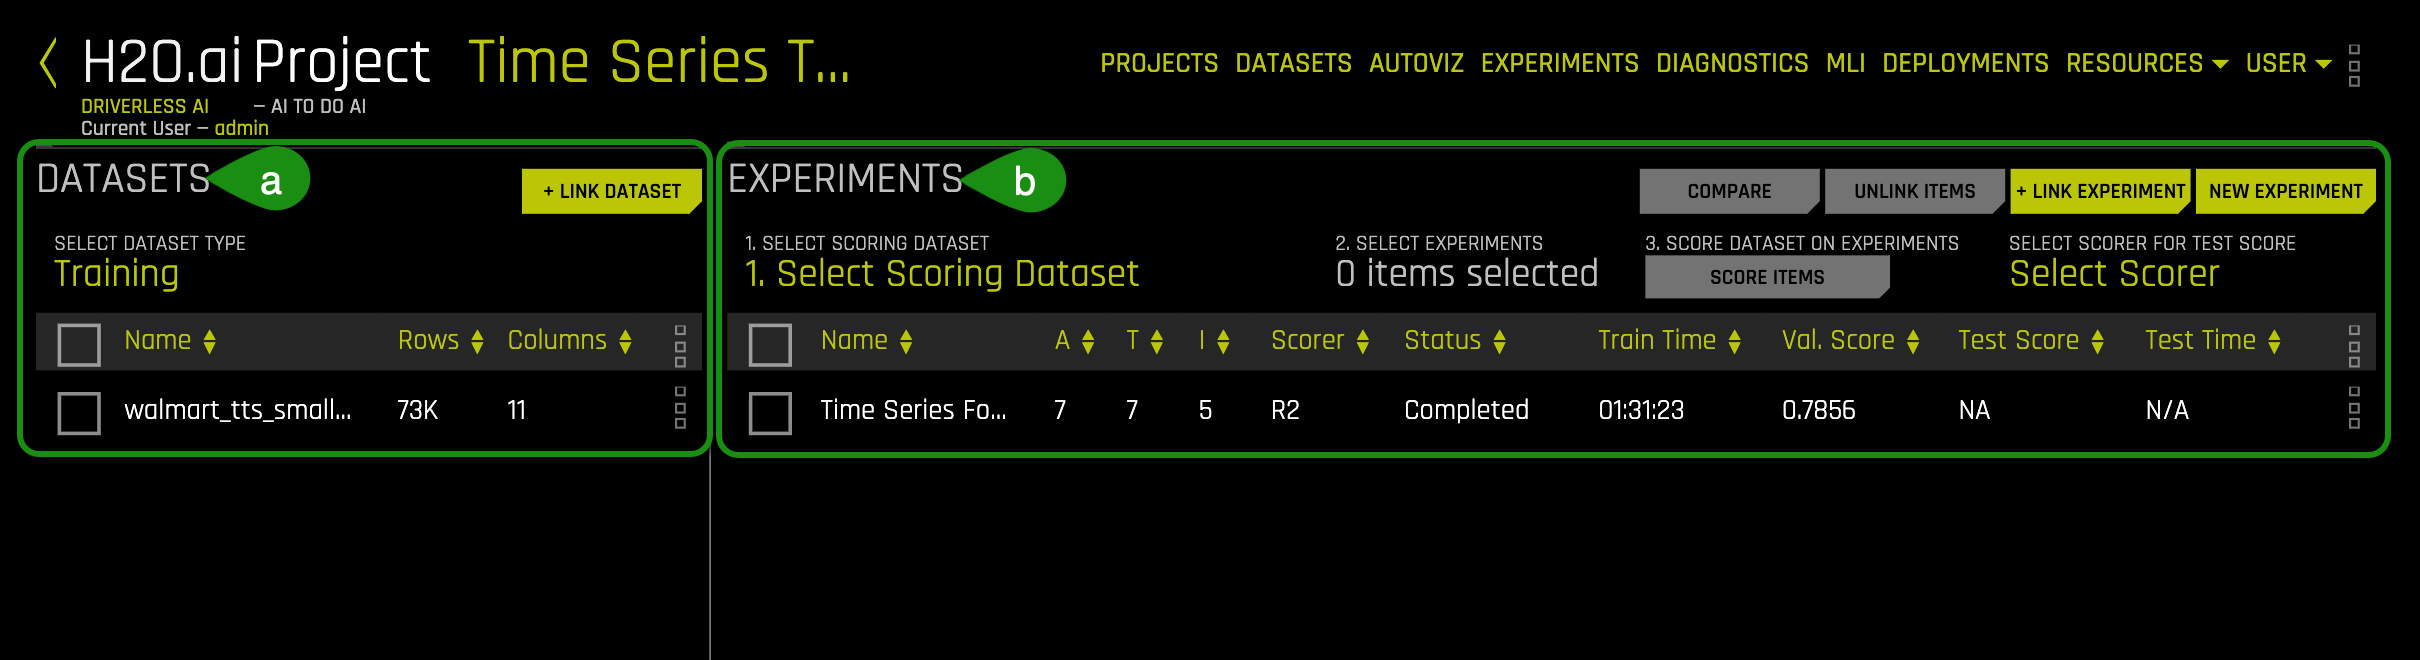 H2O.ai Project Time Series T...
PROJECTS DATASETS AUTOVIZ EXPERIMENTS DIAGNOSTICS MLI DEPLOYMENTS RESOURCES USER
DRIVERLESS AI – AI TO DO AI
Current User – admin
DATASETS a
+ LINK DATASET
SELECT DATASET TYPE
Training
Name Rows Columns
walmart_tts_small... 73K 11
EXPERIMENTS b
COMPARE UNLINK ITEMS + LINK EXPERIMENT NEW EXPERIMENT
1. SELECT SCORING DATASET 2. SELECT EXPERIMENTS 3. SCORE DATASET ON EXPERIMENTS SELECT SCORER FOR TEST SCORE
1. Select Scoring Dataset 0 items selected SCORE ITEMS Select Scorer
Name A T I Scorer Status Train Time Val. Score Test Score Test Time
Time Series Fo... 7 7 5 R2 Completed 01:31:23 0.7856 NA N/A